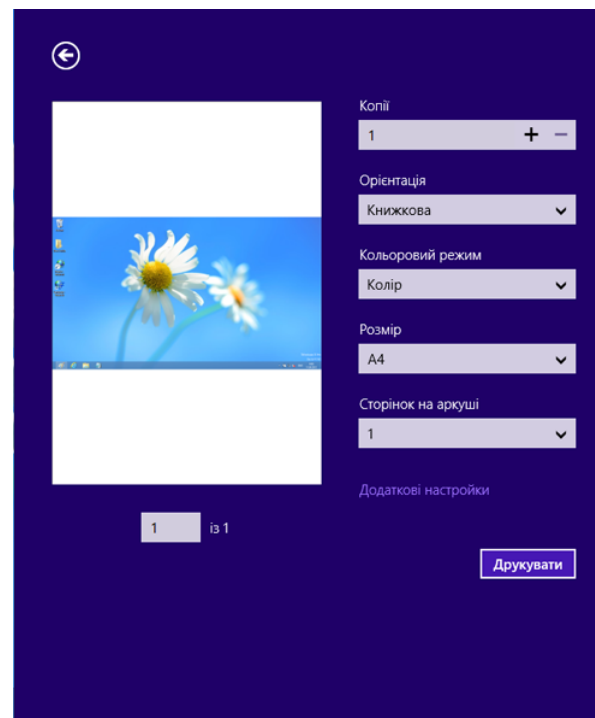 Копії
1
Орієнтація
Книжкова
Кольоровий режим
Колір
Розмір
A4
Сторінок на аркуші
1
Додаткові настройки
1 із 1
Друкувати